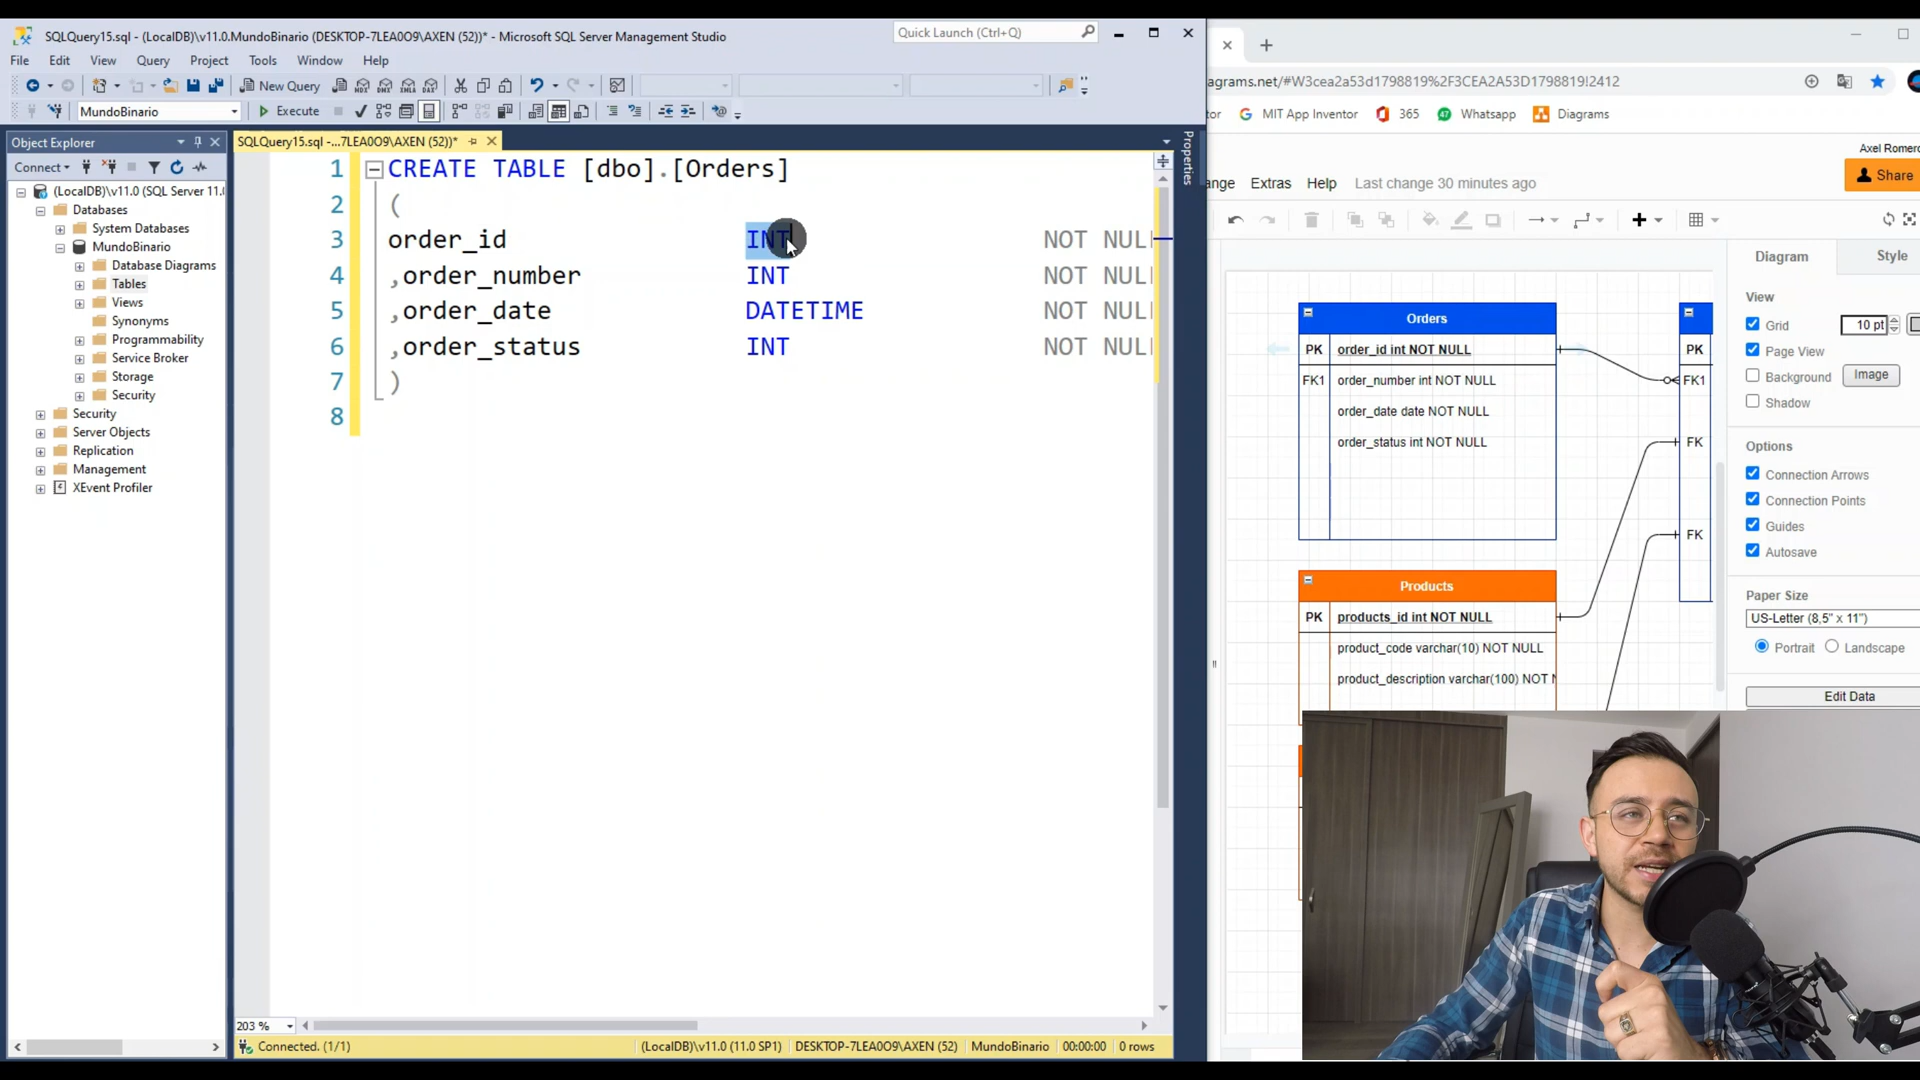 SQLQuery15.sql - (LocalDB)\v11.0.MundoBinario (DESKTOP-7LEA0O9\AXEN (52))* - Microsoft SQL Server Management Studio
Quick Launch (Ctrl+Q)
File Edit View Query Project Tools Window Help
New Query
MundoBinario
Execute
Object Explorer
Connect
(LocalDB)\v11.0 (SQL Server 11.0
Databases
System Databases
MundoBinario
Database Diagrams
Tables
Views
Synonyms
Programmability
Service Broker
Storage
Security
Security
Server Objects
Replication
Management
XEvent Profiler
SQLQuery15.sql -...7LEA0O9\AXEN (52))*
1 CREATE TABLE [dbo].[Orders]
2 (
3 order_id INT NOT NULL
4 ,order_number INT NOT NULL
5 ,order_date DATETIME NOT NULL
6 ,order_status INT NOT NULL
7 )
8
Properties
203 %
Connected. (1/1)
(LocalDB)\v11.0 (11.0 SP1)
DESKTOP-7LEA0O9\AXEN (52)
MundoBinario
00:00:00
0 rows
agrams.net/#W3cea2a53d1798819%2F3CEA2A53D1798819!2412
tor
MIT App Inventor
365
Whatsapp
Diagrams
Axel Romero
Share
nge Extras Help Last change 30 minutes ago
Orders
PK order_id int NOT NULL
FK1 order_number int NOT NULL
order_date date NOT NULL
order_status int NOT NULL
PK
FK1
FK
FK
Products
PK products_id int NOT NULL
product_code varchar(10) NOT NULL
product_description varchar(100) NOT N
Diagram
Style
View
Grid
10 pt
Page View
Background
Image
Shadow
Options
Connection Arrows
Connection Points
Guides
Autosave
Paper Size
US-Letter (8,5" x 11")
Portrait
Landscape
Edit Data